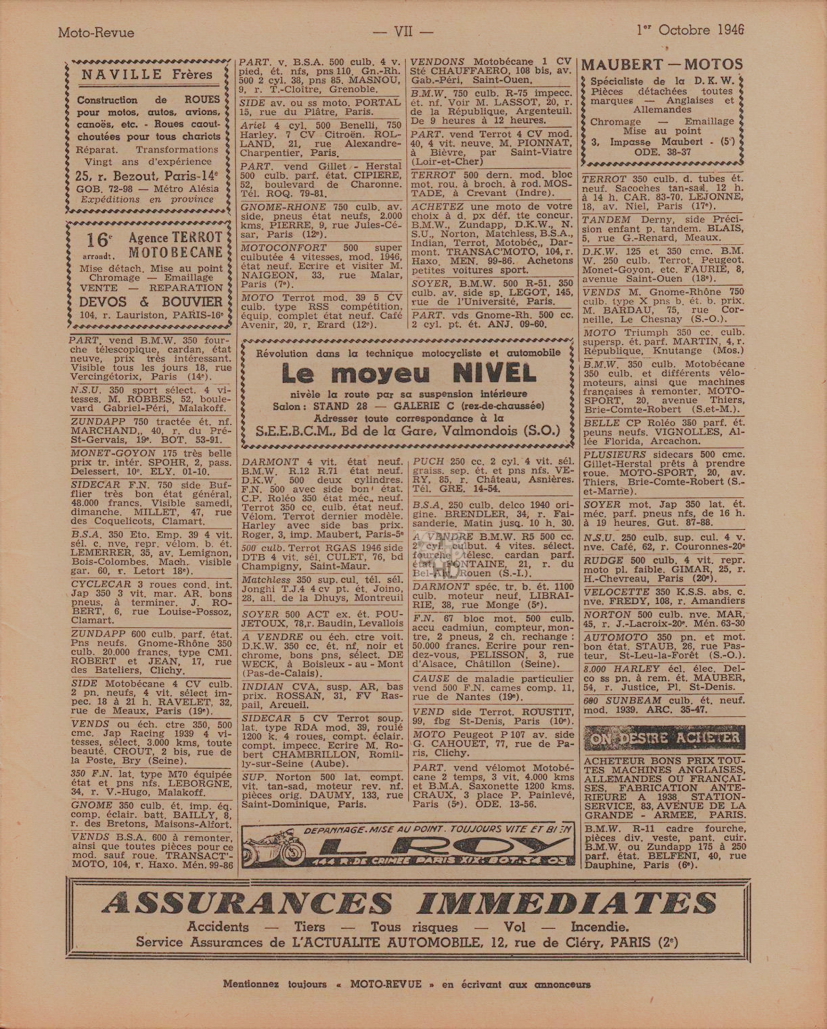 Moto-Revue
— VII —
1er Octobre 1946
NAVILLE Frères
Construction de ROUES
pour motos, autos, avions,
canoës, etc. - Roues caout-
choutées pour tous chariots
Réparat. Transformations
Vingt ans d'expérience
25, r. Bezout, Paris-14e
GOB. 72-98 — Métro Alésia
Expéditions en province
16e arrondt. Agence TERROT
MOTOBECANE
Mise détach. Mise au point
Chromage — Emaillage
VENTE — REPARATION
DEVOS & BOUVIER
104, r. Lauriston, PARIS-16e
PART. vend B.M.W. 350 four-
che télescopique, cardan, état
neuve, prix très intéressant.
Visible tous les jours 18, rue
Vercingétorix, Paris (14e).
N.S.U. 350 sport sélect. 4 vi-
tesses, M. ROBBES, 52, boule-
vard Gabriel-Péri, Malakoff.
ZUNDAPP 750 tractée ét. nf.
MARCHAND., 40, r. du Pré-
St-Gervais, 19e. BOT. 53-91.
MONET-GOYON 175 très belle
prix tr. intér. SPOHR, 2, pass.
Delessert, 10e. ELY. 01-10.
SIDECAR F.N. 750 side Buf-
flier très bon état général,
48.000 francs. Visible samedi,
dimanche. MILLET, 47, rue
des Coquelicots, Clamart.
B.S.A. 350 Eto. Emp. 39 4 vit.
sél. c. nve, repr. vélom. b. ét.
LEMERRER, 35, av. Lemignon,
Bois-Colombes. Mach. visible
gar. 60, r. Letort (18e).
CYCLECAR 3 roues cond. int.
Jap 350 3 vit. mar. AR. bons
pneus, à terminer. J. RO-
BERT, 6, rue Louise-Possoz,
Clamart.
ZUNDAPP 600 culb. parf. état.
Pns neufs. Gnome-Rhône 350
culb. 20.000 francs, type CM1.
ROBERT et JEAN, 17, rue
des Bateliers, Clichy.
SIDE Motobécane 4 CV culb.
2 pn. neufs, 4 vit. sélect im-
pec. 18 à 21 h. RAVELET, 32,
rue de Meaux, Paris (19e).
VENDS ou éch. ctre 350, 500
cmc. Jap Racing 1939 4 vi-
tesses, sélect. 3.000 kms, toute
beauté. CROUT, 2 bis, rue de
la Poste, Bry (Seine).
350 F.N. lat, type M70 équipée
état et pns nfs. LEBORGNE,
34, r. V.-Hugo, Malakoff.
GNOME 350 culb. ét. imp. éq.
comp. éclair. batt. BAILLY, 8,
r. des Bretons, Maisons-Alfort.
VENDS B.S.A. 600 à remonter,
ainsi que toutes pièces pour ce
mod. sauf roue. TRANSACT'-
MOTO, 104, r. Haxo. Mén. 99-86
PART. v. B.S.A. 500 culb. 4 v.
pied, ét. nfs, pns 110. Gn.-Rh.
500 2 cyl. 38, pns 85. MASNOU,
9, r. T.-Cloître, Grenoble.
SIDE av. ou ss moto. PORTAL
15, rue du Plâtre, Paris.
Ariel 4 cyl. 500 Benelli, 750
Harley. 7 CV Citroën. ROL-
LAND, 21, rue Alexandre-
Charpentier, Paris.
PART. vend Gillet - Herstal
500 culb. parf. état. CIPIERE,
52, boulevard de Charonne.
Tél. ROQ. 79-81.
GNOME-RHONE 750 culb. av.
side, pneus état neufs, 2.000
kms. PIERRE, 9, rue Jules-Cé-
sar, Paris (12e).
MOTOCONFORT 500 super
culbutée 4 vitesses, mod. 1946,
état neuf. Ecrire et visiter M.
NAIGEON, 33, rue Malar,
Paris (7e).
MOTO Terrot mod. 39 5 CV
culb. type RSS compétition,
équip. complet état neuf. Café
Avenir, 20, r. Erard (12e).
VENDONS Motobécane 1 CV
Sté CHAUFFAERO, 108 bis, av.
Gab.-Péri, Saint-Ouen.
B.M.W. 750 culb. R-75 impecc.
ét. nf. Voir M. LASSOT, 20, r.
de la République, Argenteuil.
De 9 heures à 12 heures.
PART. vend Terrot 4 CV mod.
40, 4 vit. neuve. M. PIONNAT,
à Bièvre, par Saint-Viatre
(Loir-et-Cher)
TERROT 500 dern. mod. bloc
mot. rou. à broch. à rod. MOS-
TADE, à Crevant (Indre).
ACHETEZ une moto de votre
choix à d. px déf. tte concur.
B.M.W., Zundapp, D.K.W., N.
S.U., Norton, Matchless, B.S.A.,
Indian, Terrot, Motobéc., Dar-
mont. TRANSAC'MOTO, 104, r.
Haxo. MEN. 99-86. Achetons
petites voitures sport.
SOYER, B.M.W. 500 R-51. 350
culb. av. side sp. LEGOT, 145,
rue de l'Université, Paris.
PART. vds Gnome-Rh. 500 cc.
2 cyl. pt. ét. ANJ. 09-60.
Révolution dans la technique motocycliste et automobile
Le moyeu NIVEL
nivèle la route par sa suspension intérieure
Salon : STAND 28 — GALERIE C (rez-de-chaussée)
Adresser toute correspondance à la
S.E.E.B.C.M., Bd de la Gare, Valmondois (S.O.)
DARMONT 4 vit. état neuf.
B.M.W. R.12 R.71 état neuf.
D.K.W. 500 deux cylindres.
F.N. 500 avec side bon état.
C.P. Roléo 350 état méc. neuf.
Terrot 350 cc. culb. état neuf.
Vélom. Terrot dernier modèle.
Harley avec side bas prix.
Roger, 3, imp. Maubert, Paris-5e
500 culb. Terrot RGAS 1946 side
DTB 4 vit. sél. CULET, 76, bd
Champigny, Saint-Maur.
Matchless 350 sup. cul. tél. sél.
Jonghi T.J.4 4 cv pt. ét. Joino,
28, all. de la Dhuys, Montreuil
SOYER 500 ACT ex. ét. POU-
JETOUX, 78, r. Baudin, Levallois
A VENDRE ou éch. ctre voit.
D.K.W. 350 cc. ét. nf, noir et
chrome, bons pns, sélect. DE
WECK, à Boisleux - au - Mont
(Pas-de-Calais).
INDIAN CVA, susp. AR, bas
prix. ROSSAN, 31, FV Ras-
pail, Arcueil.
SIDECAR 5 CV Terrot soup.
lat. type RDA mod. 39, roulé
1200 k. 4 roues, compt. éclair.
compt. impecc. Ecrire M. Ro-
bert CHAMBRILLON, Romil-
ly-sur-Seine (Aube).
SUP. Norton 500 lat. compt.
vit. tan-sad, moteur rev. nf.
pièces orig. DAUMY, 133, rue
Saint-Dominique, Paris.
PUCH 250 cc. 2 cyl. 4 vit. sél.
graiss. sep. ét. et pns nfs. VE-
RY, 85, r. Château, Asnières.
Tél. GRE. 14-54.
B.S.A. 250 culb. delco 1940 ori-
gine. BRENDLER, 34, r. Fai-
sanderie. Matin jusq. 10 h. 30.
A VENDRE B.M.W. R5 500 cc.
2 cyl. culbut. 4 vites. sélect.
fourche télesc. cardan parf.
état. FONTAINE, 21, r. du
Bel- Rouen (S.-I.).
DARMONT spéc. tr. b. ét. 1100
culb. moteur neuf, LIBRAI-
RIE, 38, rue Monge (5e).
F.N. 67 bloc mot. 500 culb.
accu cadmiun, compteur, mon-
tre, 2 pneus, 2 ch. rechange :
50.000 francs. Ecrire pour ren-
dez-vous, PELISSON, 3, rue
d'Alsace, Châtillon (Seine).
CAUSE de maladie particulier
vend 500 F.N. cames comp. 11,
rue de Nantes (19e).
VEND side Terrot. ROUSTIT,
99, fbg St-Denis, Paris (10e).
MOTO Peugeot P 107 av. side
G. CAHOUET, 77, rue de Pa-
ris, Clichy.
PART. vend vélomot Motobé-
cane 2 temps, 3 vit. 4.000 kms
et B.M.A. Saxonette 1200 kms.
CRAUX, 3 place P. Painlevé,
Paris (5e). ODE. 13-56.
DEPANNAGE. MISE AU POINT. TOUJOURS VITE ET BIEN
LEROY
144 R. DE CRIMEE PARIS XIX. BOT. 34 03
MAUBERT — MOTOS
Spécialiste de la D. K. W.
Pièces détachées toutes
marques — Anglaises et
Allemandes
Chromage — Emaillage
Mise au point
3, Impasse Maubert - (5e)
ODE. 39-37
TERROT 350 culb. d. tubes ét.
neuf. Sacoches tan-sad. 12 h.
à 14 h. CAR. 83-70. LEJONNE,
18, av. Niel, Paris (17e).
TANDEM Derny, side Préci-
sion enfant p. tandem. BLAIS,
5, rue G.-Renard, Meaux.
D.K.W. 125 et 350 cmc. B.M.
W. 250 culb. Terrot, Peugeot.
Monet-Goyon, etc. FAURIE, 8,
avenue Saint-Ouen (18e).
VENDS M. Gnome-Rhône 750
culb. type X pns b, ét. b. prix.
M. BARDAU, 75, rue Cor-
neille, Le Chesnay (S.-O.).
MOTO Triumph 350 cc. culb.
supersp. ét. parf. MARTIN, 4, r.
République, Knutange (Mos.)
B.M.W. 350 culb. Motobécane
350 culb. et différents vélo-
moteurs, ainsi que machines
françaises à remonter. MOTO-
SPORT, 20, avenue Thiers,
Brie-Comte-Robert (S.et-M.).
BELLE CP Roléo 350 parf. ét.
peuns neufs. VIGNOLLES, Al-
lée Florida, Arcachon.
PLUSIEURS sidecars 500 cmc.
Gillet-Herstal prêts à prendre
roue. MOTO-SPORT, 20, av.
Thiers, Brie-Comte-Robert (S.-
et-Marne).
SOYER mot. Jap 350 lat. ét.
méc. parf. pneus nfs, de 16 h.
à 19 heures. Gut. 87-88.
N.S.U. 250 culb. sup. cul. 4 v.
nve. Café, 62, r. Couronnes-20e
RUDGE 500 culb. 4 vit. repr.
moto pl. faible. GIMAR, 25, r.
H.-Chevreau, Paris (20e).
VELOCETTE 350 K.S.S. abs. c.
nve. FREDY, 108, r. Amandiers
NORTON 500 culb. nve. MAR,
45, r. J.-Lacroix-20e. Mén. 63-30
AUTOMOTO 350 pn. et mot.
bon état. STAUB, 26, rue Pas-
teur, St-Leu-la-Forêt (S.-O.).
8.000 HARLEY écl. élec. Del-
co ss pn. à rem. ét. MAUBER,
54, r. Justice, Pl. St-Denis.
600 SUNBEAM culb. ét. neuf.
mod. 1939. ARC. 35-47.
ON DESIRE ACHETER
ACHETEUR BONS PRIX TOU-
TES MACHINES ANGLAISES,
ALLEMANDES OU FRANÇAI-
SES, FABRICATION ANTE-
RIEURE A 1938 STATION-
SERVICE, 83, AVENUE DE LA
GRANDE - ARMEE, PARIS.
B.M.W. R-11 cadre fourche,
pièces div. veste, pant. cuir.
B.M.W. ou Zundapp 175 à 250
parf. état. BELFENI, 40, rue
Dauphine, Paris (6e).
ASSURANCES IMMEDIATES
Accidents — Tiers — Tous risques — Vol — Incendie.
Service Assurances de L'ACTUALITE AUTOMOBILE, 12, rue de Cléry, PARIS (2e)
Mentionnez toujours « MOTO-REVUE » en écrivant aux annonceurs